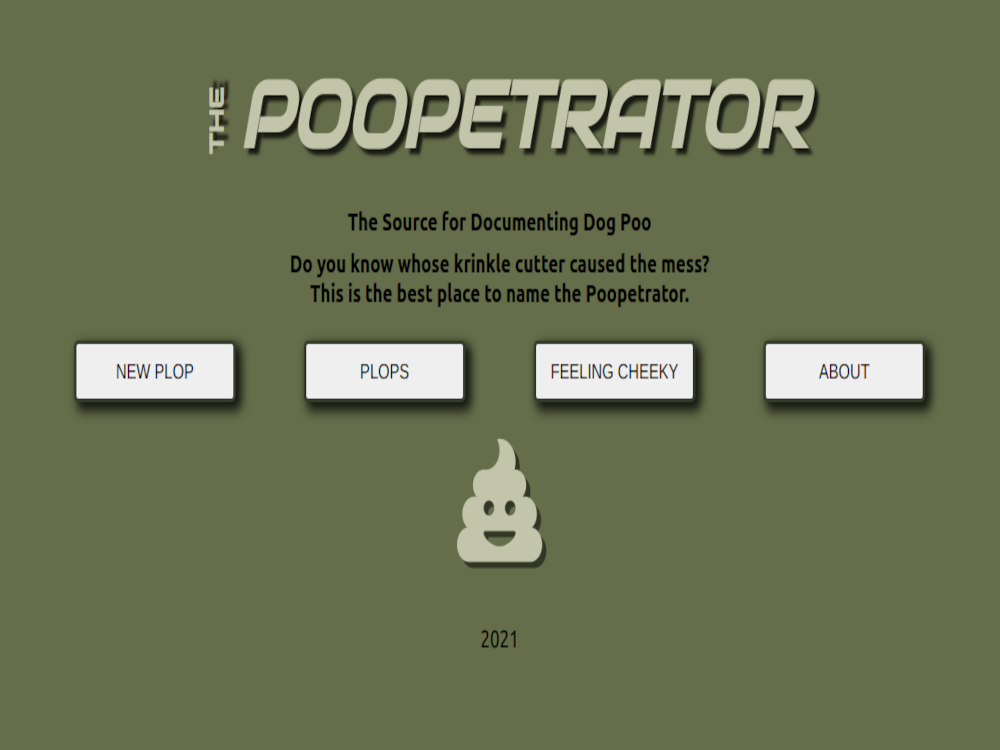 THE POOPETRATOR
The Source for Documenting Dog Poo
Do you know whose krinkle cutter caused the mess?
This is the best place to name the Poopetrator.
NEW PLOP
PLOPS
FEELING CHEEKY
ABOUT
2021